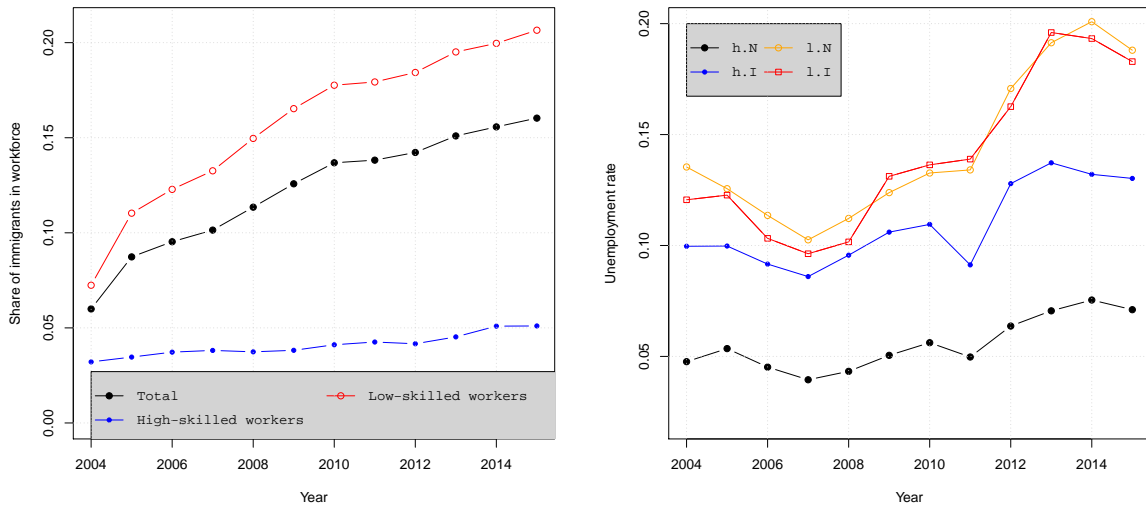 Share of immigrants in workforce
0.20
0.15
0.10
0.05
0.00
Total
Low-skilled workers
High-skilled workers
2004 2006 2008 2010 2012 2014
Year
Unemployment rate
0.20
0.15
0.10
0.05
h.N l.N
h.I l.I
2004 2006 2008 2010 2012 2014
Year